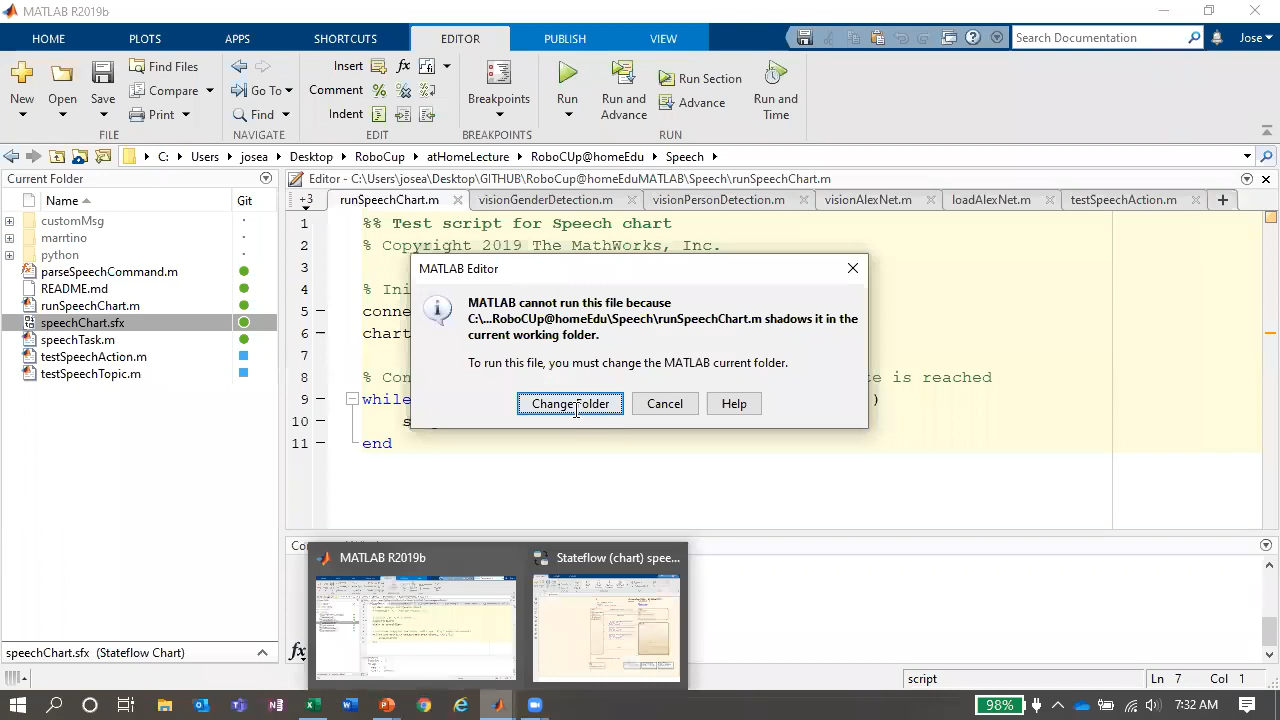 MATLAB R2019b
HOME PLOTS APPS SHORTCUTS EDITOR PUBLISH VIEW Search Documentation Jose
New Open Save Find Files Compare Print Go To Find Insert Comment Indent fx Breakpoints Run Run and Advance Run Section Advance Run and Time
FILE NAVIGATE EDIT BREAKPOINTS RUN
C: Users josea Desktop RoboCup atHomeLecture RoboCUp@homeEdu Speech
Current Folder
Name Git
customMsg
marrtino
python
parseSpeechCommand.m
README.md
runSpeechChart.m
speechChart.sfx
speechTask.m
testSpeechAction.m
testSpeechTopic.m
speechChart.sfx (Stateflow Chart)
Editor - C:\Users\josea\Desktop\GITHUB\RoboCup@homeEduMATLAB\Speech\runSpeechChart.m
+3 runSpeechChart.m visionGenderDetection.m visionPersonDetection.m visionAlexNet.m loadAlexNet.m testSpeechAction.m
1 %% Test script for Speech chart
2 % Copyright 2019 The MathWorks, Inc.
3
4 % Ini
5 conne
6 char
7
8 % Con e is reached
9 while )
10 s
11 end
MATLAB Editor
MATLAB cannot run this file because
C:\...RoboCUp@homeEdu\Speech\runSpeechChart.m shadows it in the
current working folder.
To run this file, you must change the MATLAB current folder.
Change Folder Cancel Help
Co
fx
MATLAB R2019b
Stateflow (chart) spee...
script Ln 7 Col 1
98% 7:32 AM